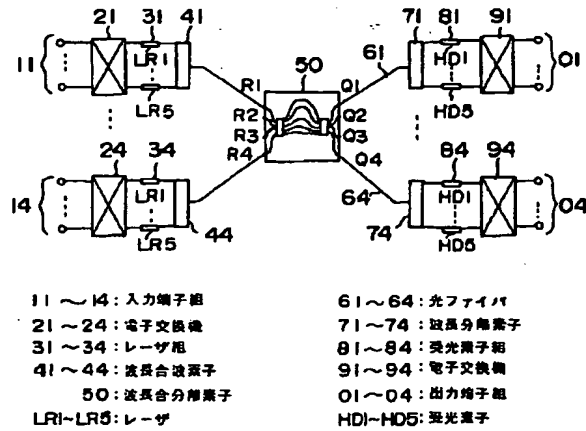 21 31 41 71 81 91
11 LR1 LR5 50 61 HD1 HD5 01
R1 R2 R3 R4 Q1 Q2 Q3 Q4
24 34 84 94
14 LR1 LR5 44 64 74 HD1 HD5 04
11～14：入力端子組
21～24：電子交換機
31～34：レーザ組
41～44：波長合波素子
50：波長合分離素子
LR1～LR5：レーザ
61～64：光ファイバ
71～74：波長分離素子
81～84：受光素子組
91～94：電子交換機
01～04：出力端子組
HD1～HD5：受光素子